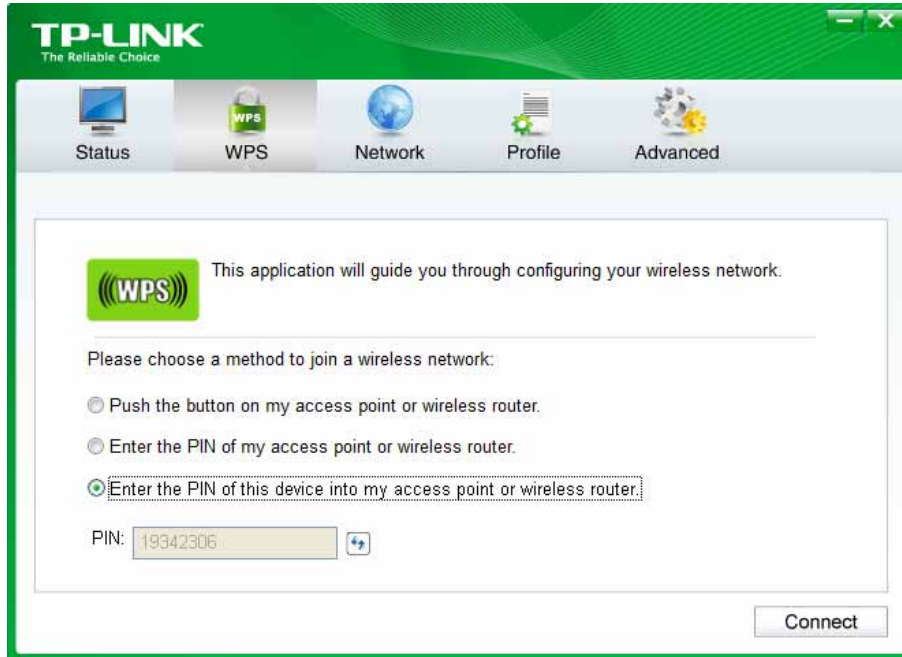 TP-LINK
The Reliable Choice
Status WPS Network Profile Advanced
WPS
(((WPS)))
This application will guide you through configuring your wireless network.
Please choose a method to join a wireless network:
Push the button on my access point or wireless router.
Enter the PIN of my access point or wireless router.
Enter the PIN of this device into my access point or wireless router.
PIN: 19342306
Connect